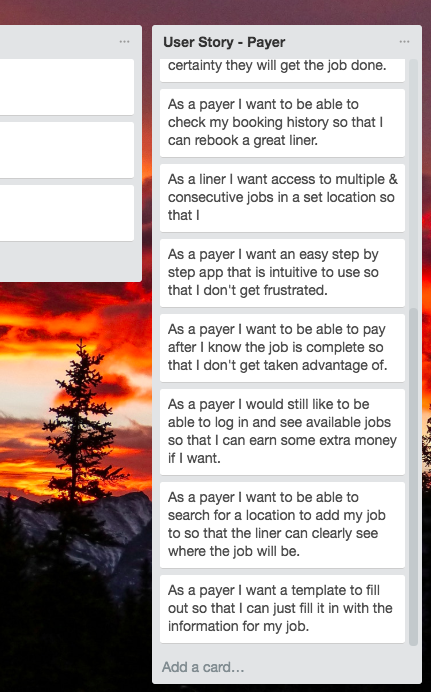 User Story - Payer
certainty they will get the job done.
As a payer I want to be able to
check my booking history so that I
can rebook a great liner.
As a liner I want access to multiple &
consecutive jobs in a set location so
that I
As a payer I want an easy step by
step app that is intuitive to use so
that I don't get frustrated.
As a payer I want to be able to pay
after I know the job is complete so
that I don't get taken advantage of.
As a payer I would still like to be
able to log in and see available jobs
so that I can earn some extra money
if I want.
As a payer I want to be able to
search for a location to add my job
to so that the liner can clearly see
where the job will be.
As a payer I want a template to fill
out so that I can just fill it in with the
information for my job.
Add a card…